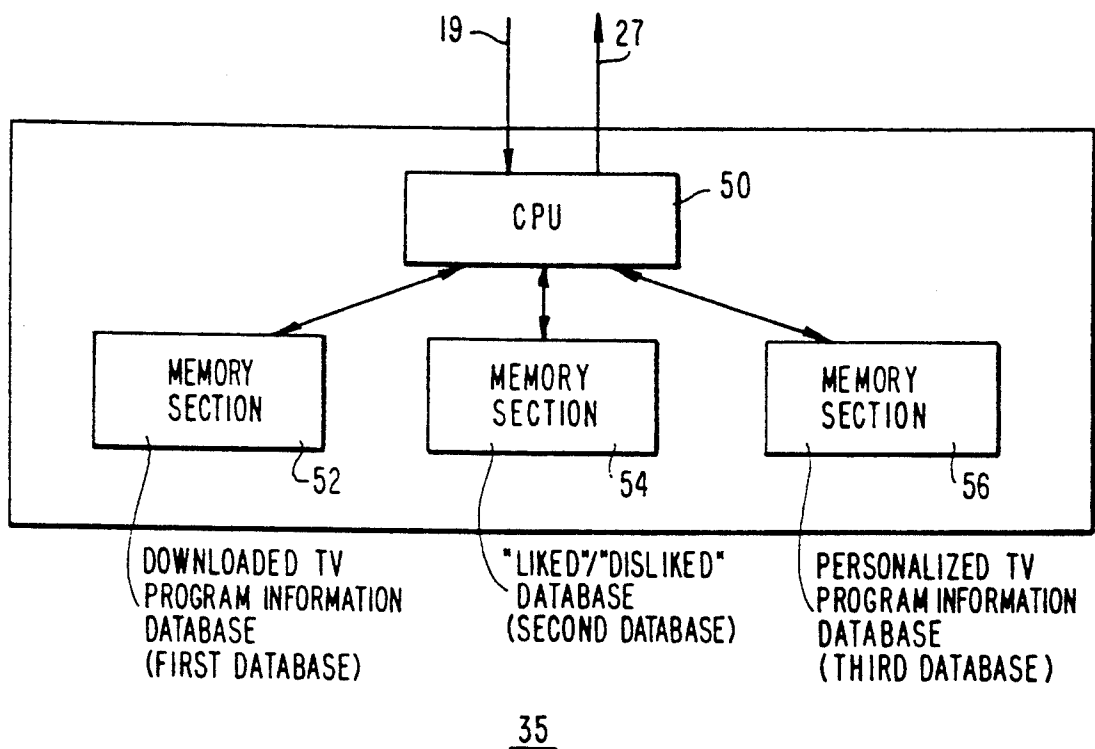 19
27
CPU
50
MEMORY
SECTION
52
MEMORY
SECTION
54
MEMORY
SECTION
56
DOWNLOADED TV
PROGRAM INFORMATION
DATABASE
(FIRST DATABASE)
"LIKED"/"DISLIKED"
DATABASE
(SECOND DATABASE)
PERSONALIZED TV
PROGRAM INFORMATION
DATABASE
(THIRD DATABASE)
35